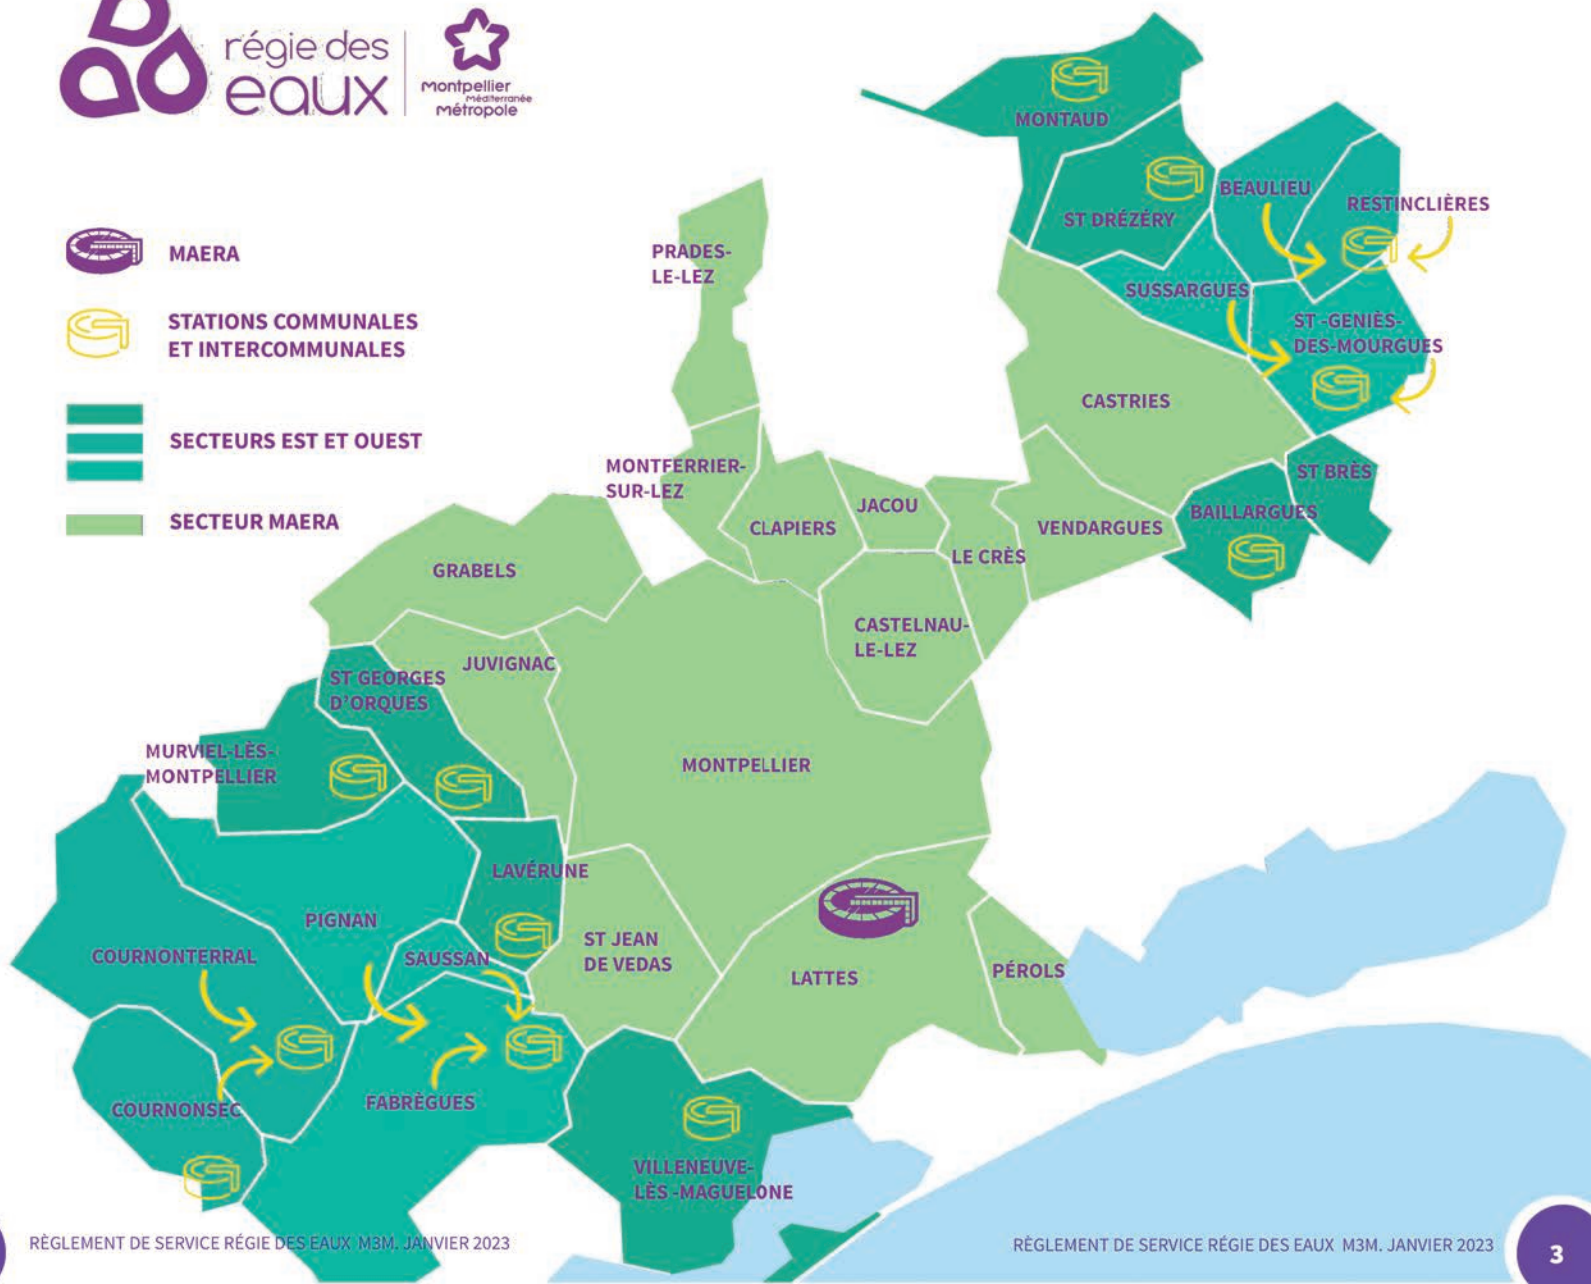 régie des
eaux
Montpellier
Méditerranée
métropole
MAERA
STATIONS COMMUNALES
ET INTERCOMMUNALES
SECTEURS EST ET OUEST
SECTEUR MAERA
MONTAUD
ST DRÉZÉRY
BEAULIEU
RESTINCLIÈRES
PRADES-
LE-LEZ
SUSSARGUES
ST -GENIÈS-
DES-MOURGUES
CASTRIES
MONTFERRIER-
SUR-LEZ
ST BRÈS
CLAPIERS
JACOU
VENDARGUES
BAILLARGUES
LE CRÈS
GRABELS
CASTELNAU-
LE-LEZ
JUVIGNAC
ST GEORGES
D'ORQUES
MURVIEL-LÈS-
MONTPELLIER
MONTPELLIER
LAVÉRUNE
PIGNAN
COURNONTERRAL
SAUSSAN
ST JEAN
DE VEDAS
LATTES
PÉROLS
COURNONSEC
FABRÈGUES
VILLENEUVE-
LÈS -MAGUELONE
RÈGLEMENT DE SERVICE RÉGIE DES EAUX M3M. JANVIER 2023
RÈGLEMENT DE SERVICE RÉGIE DES EAUX M3M. JANVIER 2023
3